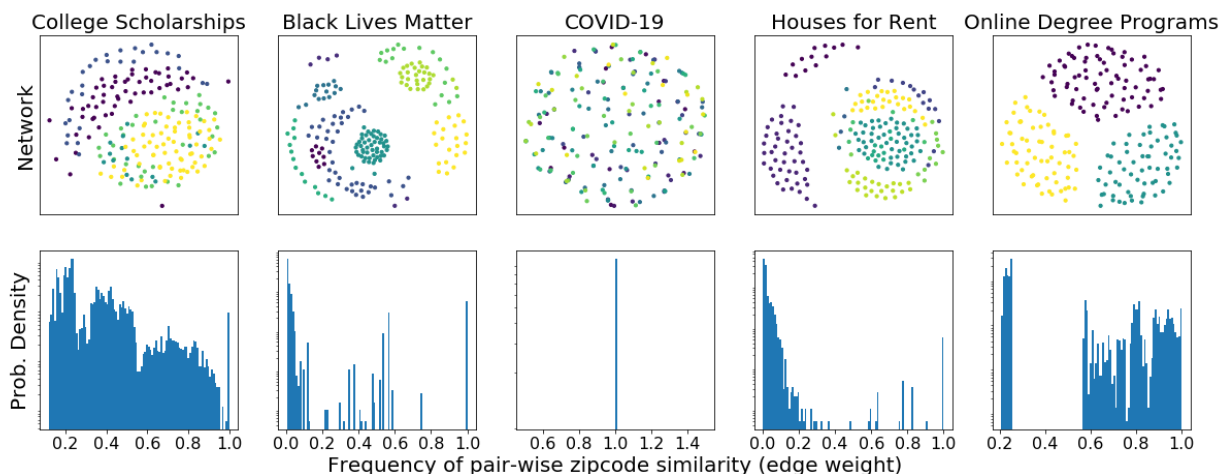 College Scholarships
Black Lives Matter
COVID-19
Houses for Rent
Online Degree Programs
Network
Prob. Density
0.2 0.4 0.6 0.8 1.0
0.0 0.2 0.4 0.6 0.8 1.0
0.6 0.8 1.0 1.2 1.4
0.0 0.2 0.4 0.6 0.8 1.0
0.2 0.4 0.6 0.8 1.0
Frequency of pair-wise zipcode similarity (edge weight)